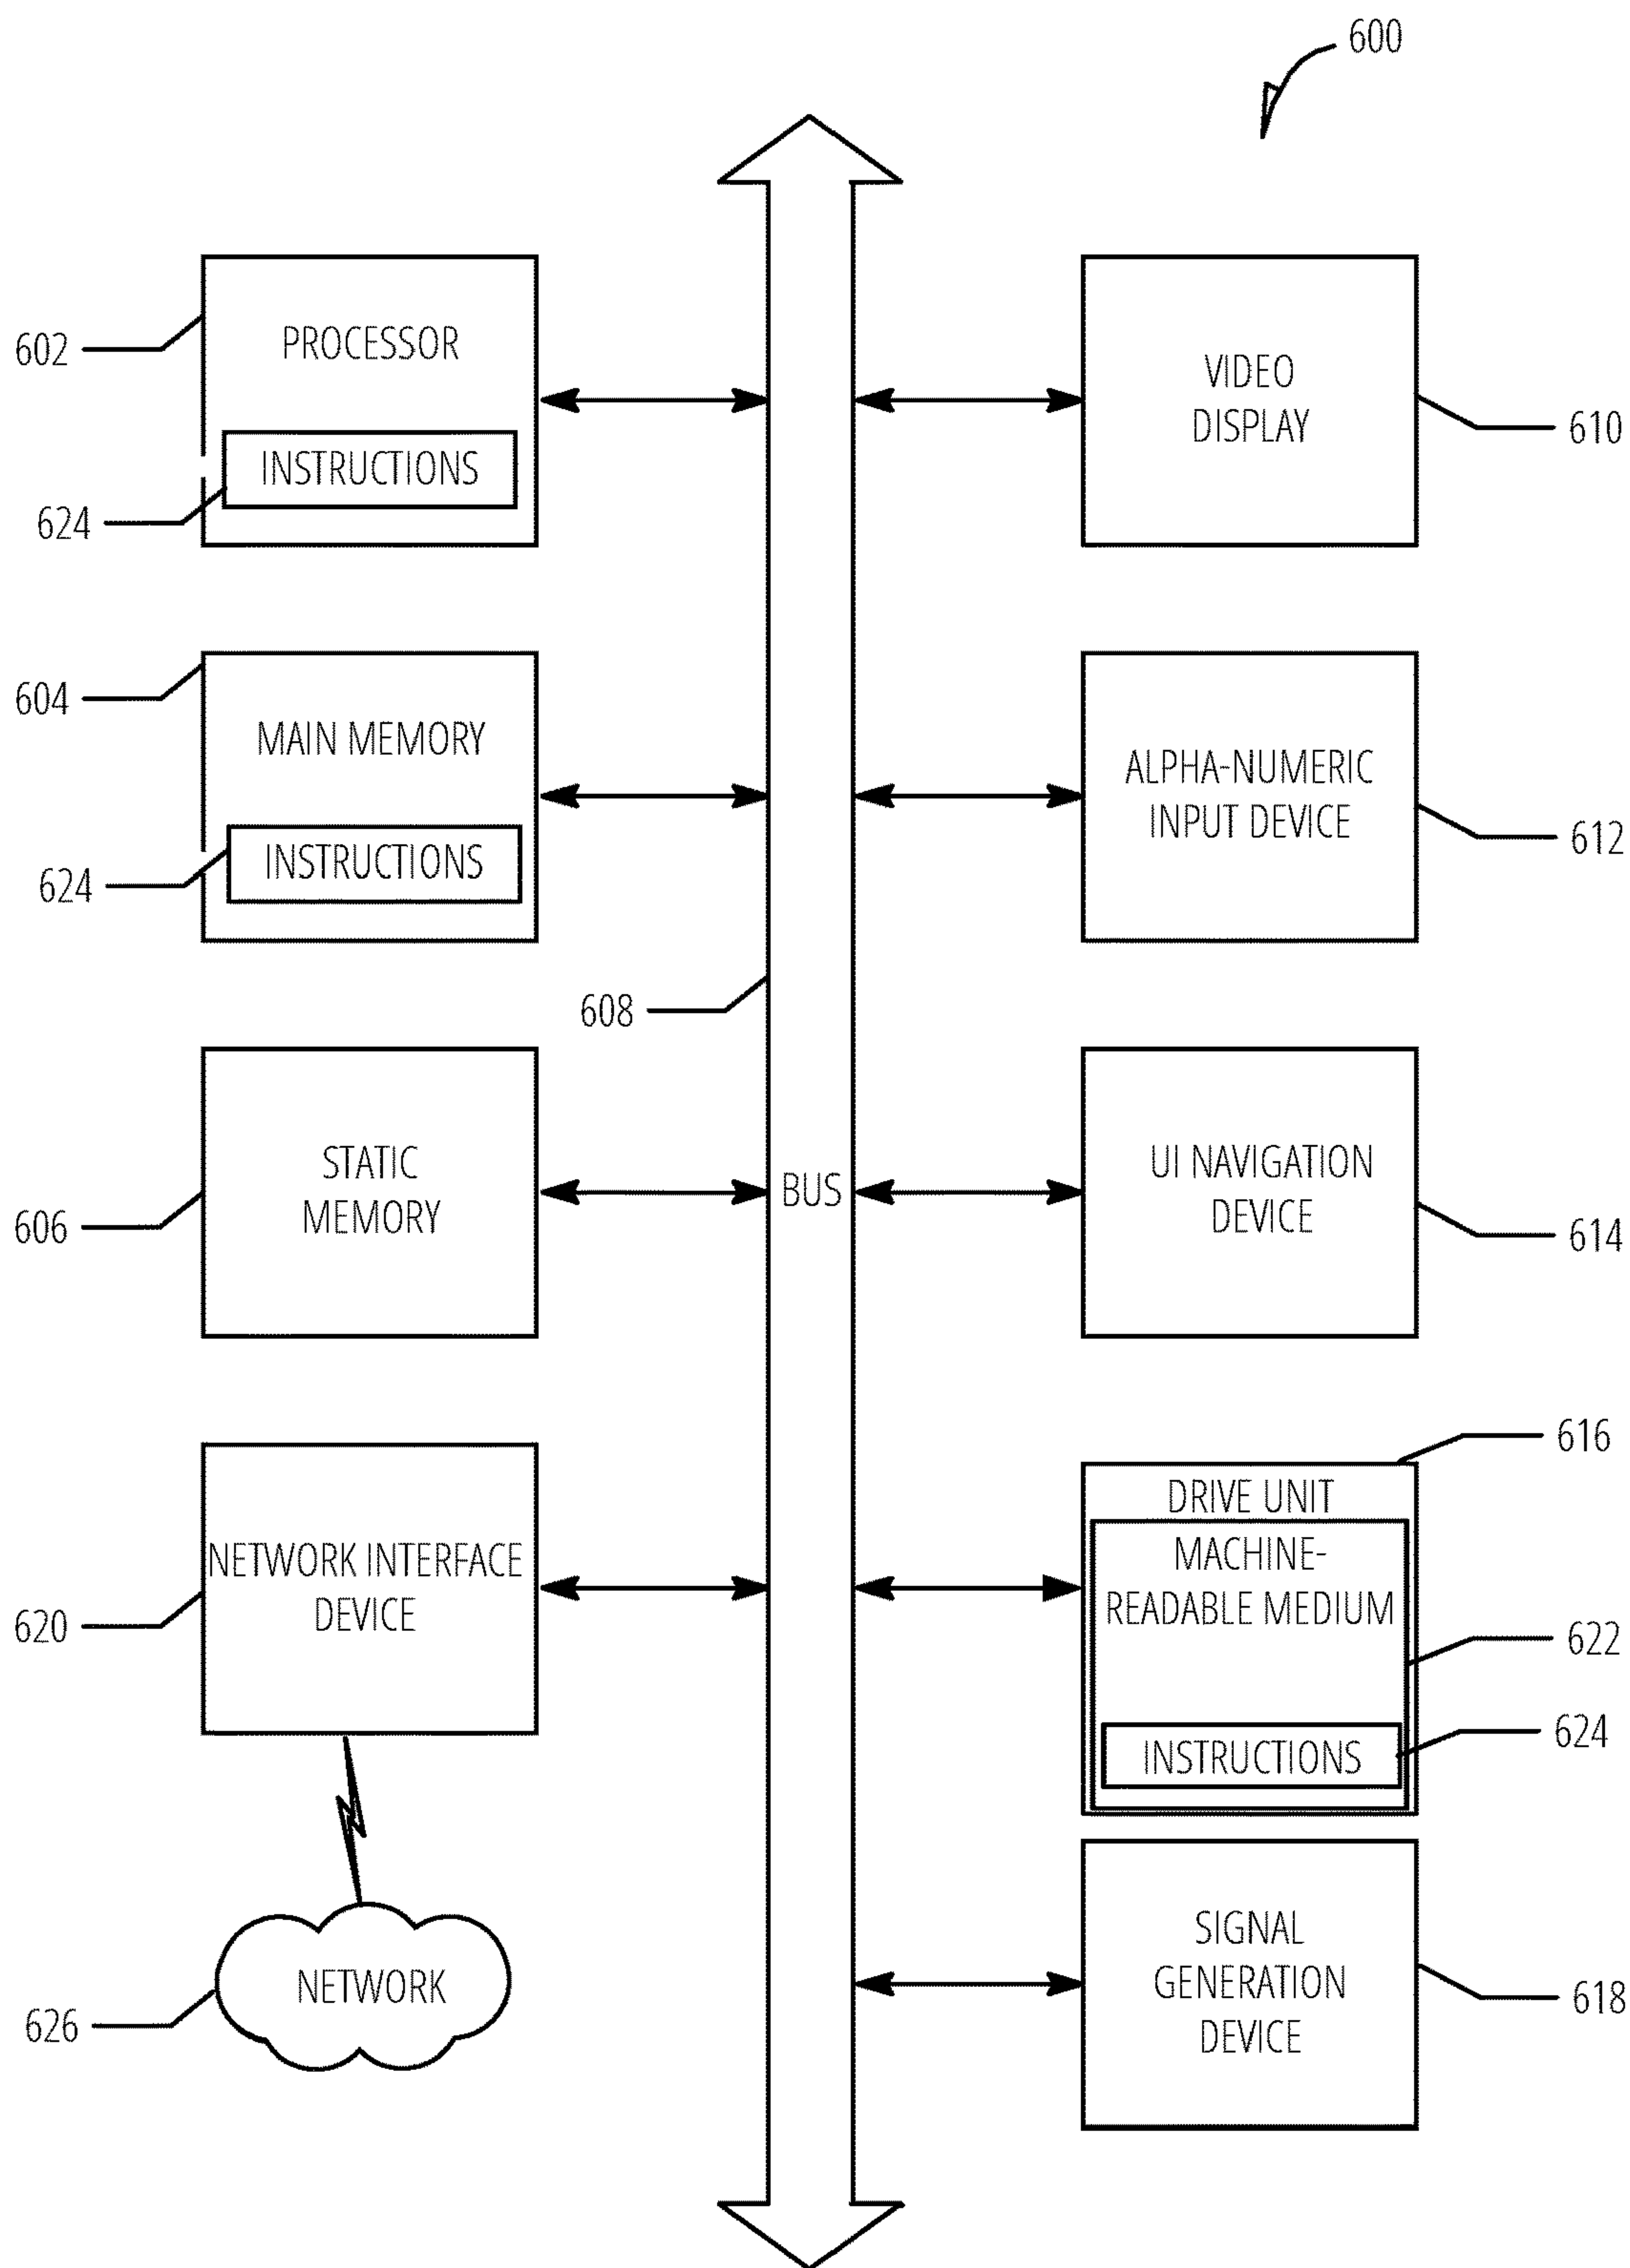 600
602
PROCESSOR
INSTRUCTIONS
624
VIDEO
DISPLAY
610
604
MAIN MEMORY
INSTRUCTIONS
624
ALPHA-NUMERIC
INPUT DEVICE
612
608
STATIC
MEMORY
606
BUS
UI NAVIGATION
DEVICE
614
NETWORK INTERFACE
DEVICE
620
616
DRIVE UNIT
MACHINE-
READABLE MEDIUM
622
624
INSTRUCTIONS
NETWORK
626
SIGNAL
GENERATION
DEVICE
618